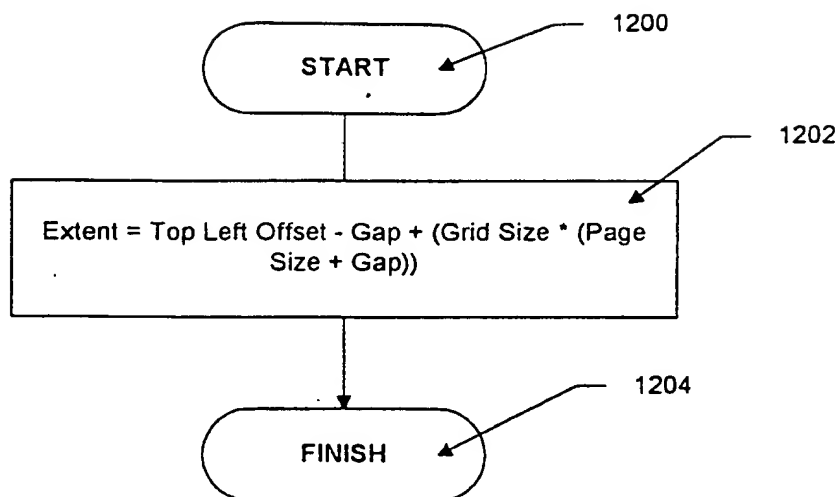 1200
START
1202
Extent = Top Left Offset - Gap + (Grid Size * (Page
Size + Gap))
1204
FINISH